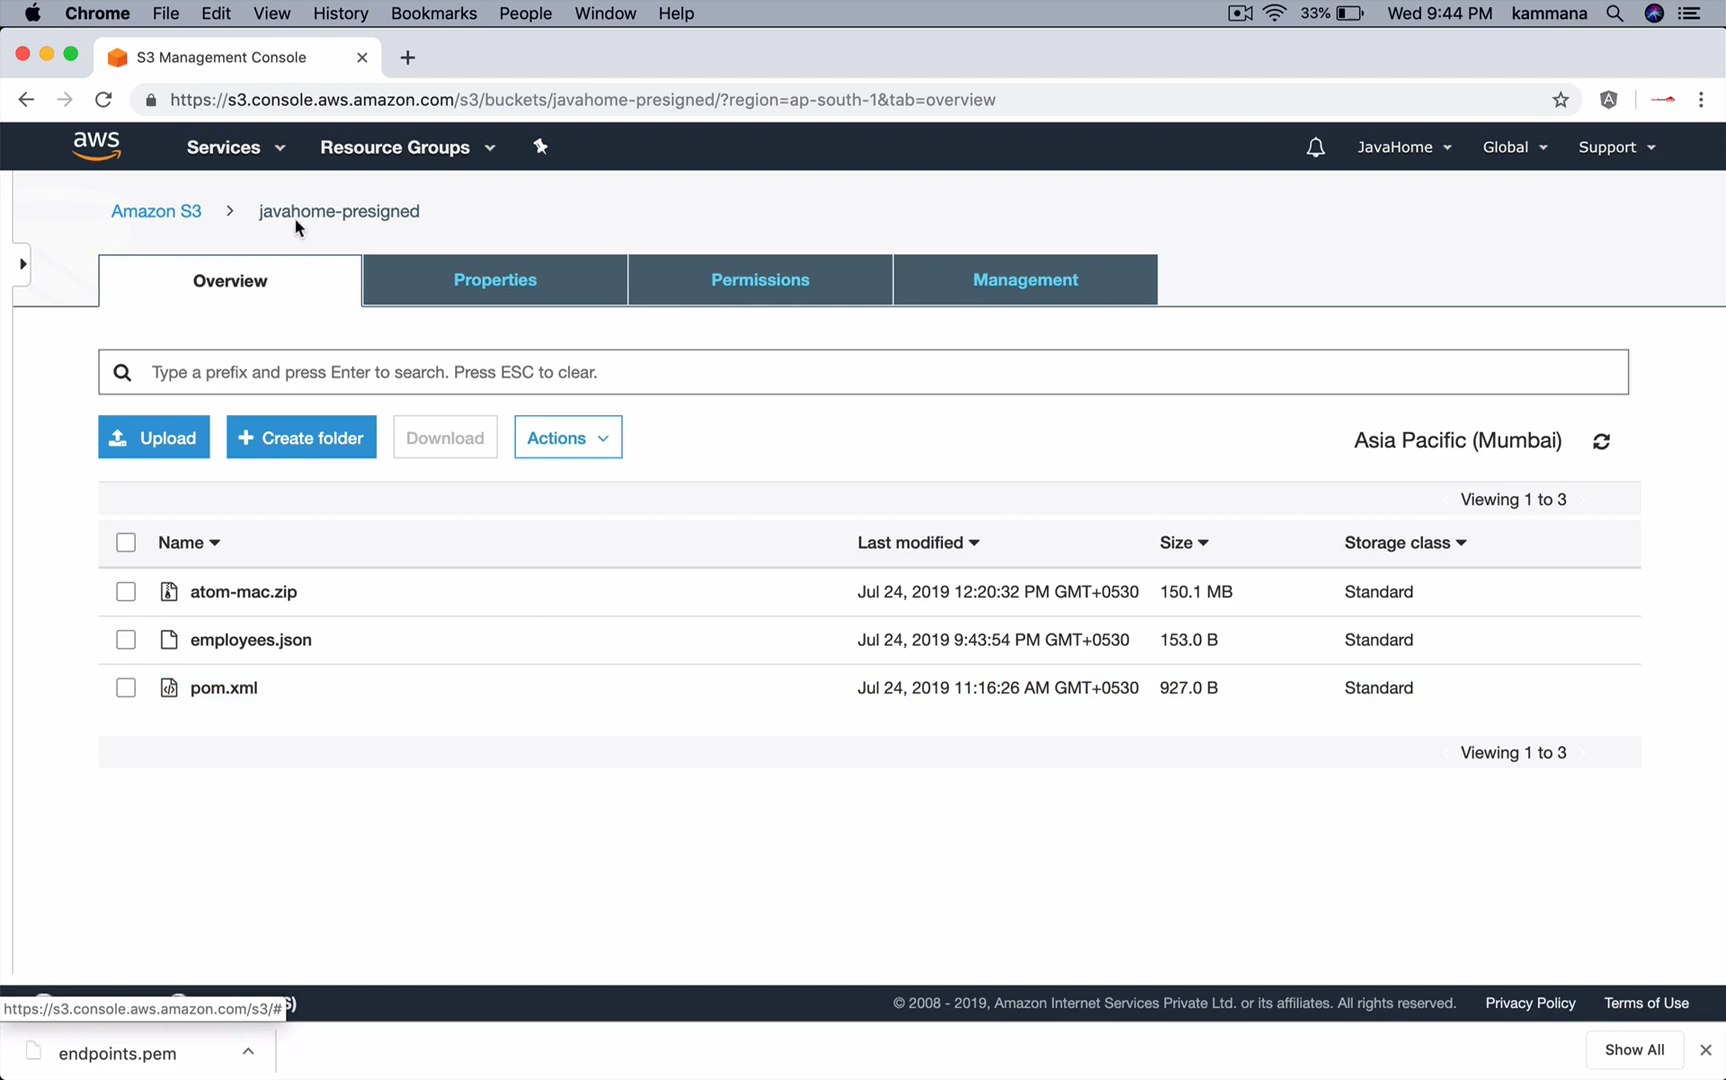 Chrome File Edit View History Bookmarks People Window Help 33% Wed 9:44 PM kammana
S3 Management Console
https://s3.console.aws.amazon.com/s3/buckets/javahome-presigned/?region=ap-south-1&tab=overview
aws Services Resource Groups JavaHome Global Support
Amazon S3 > javahome-presigned
Overview Properties Permissions Management
Type a prefix and press Enter to search. Press ESC to clear.
Upload + Create folder Download Actions Asia Pacific (Mumbai)
Viewing 1 to 3
Name Last modified Size Storage class
atom-mac.zip Jul 24, 2019 12:20:32 PM GMT+0530 150.1 MB Standard
employees.json Jul 24, 2019 9:43:54 PM GMT+0530 153.0 B Standard
pom.xml Jul 24, 2019 11:16:26 AM GMT+0530 927.0 B Standard
Viewing 1 to 3
https://s3.console.aws.amazon.com/s3/# © 2008 - 2019, Amazon Internet Services Private Ltd. or its affiliates. All rights reserved. Privacy Policy Terms of Use
endpoints.pem Show All